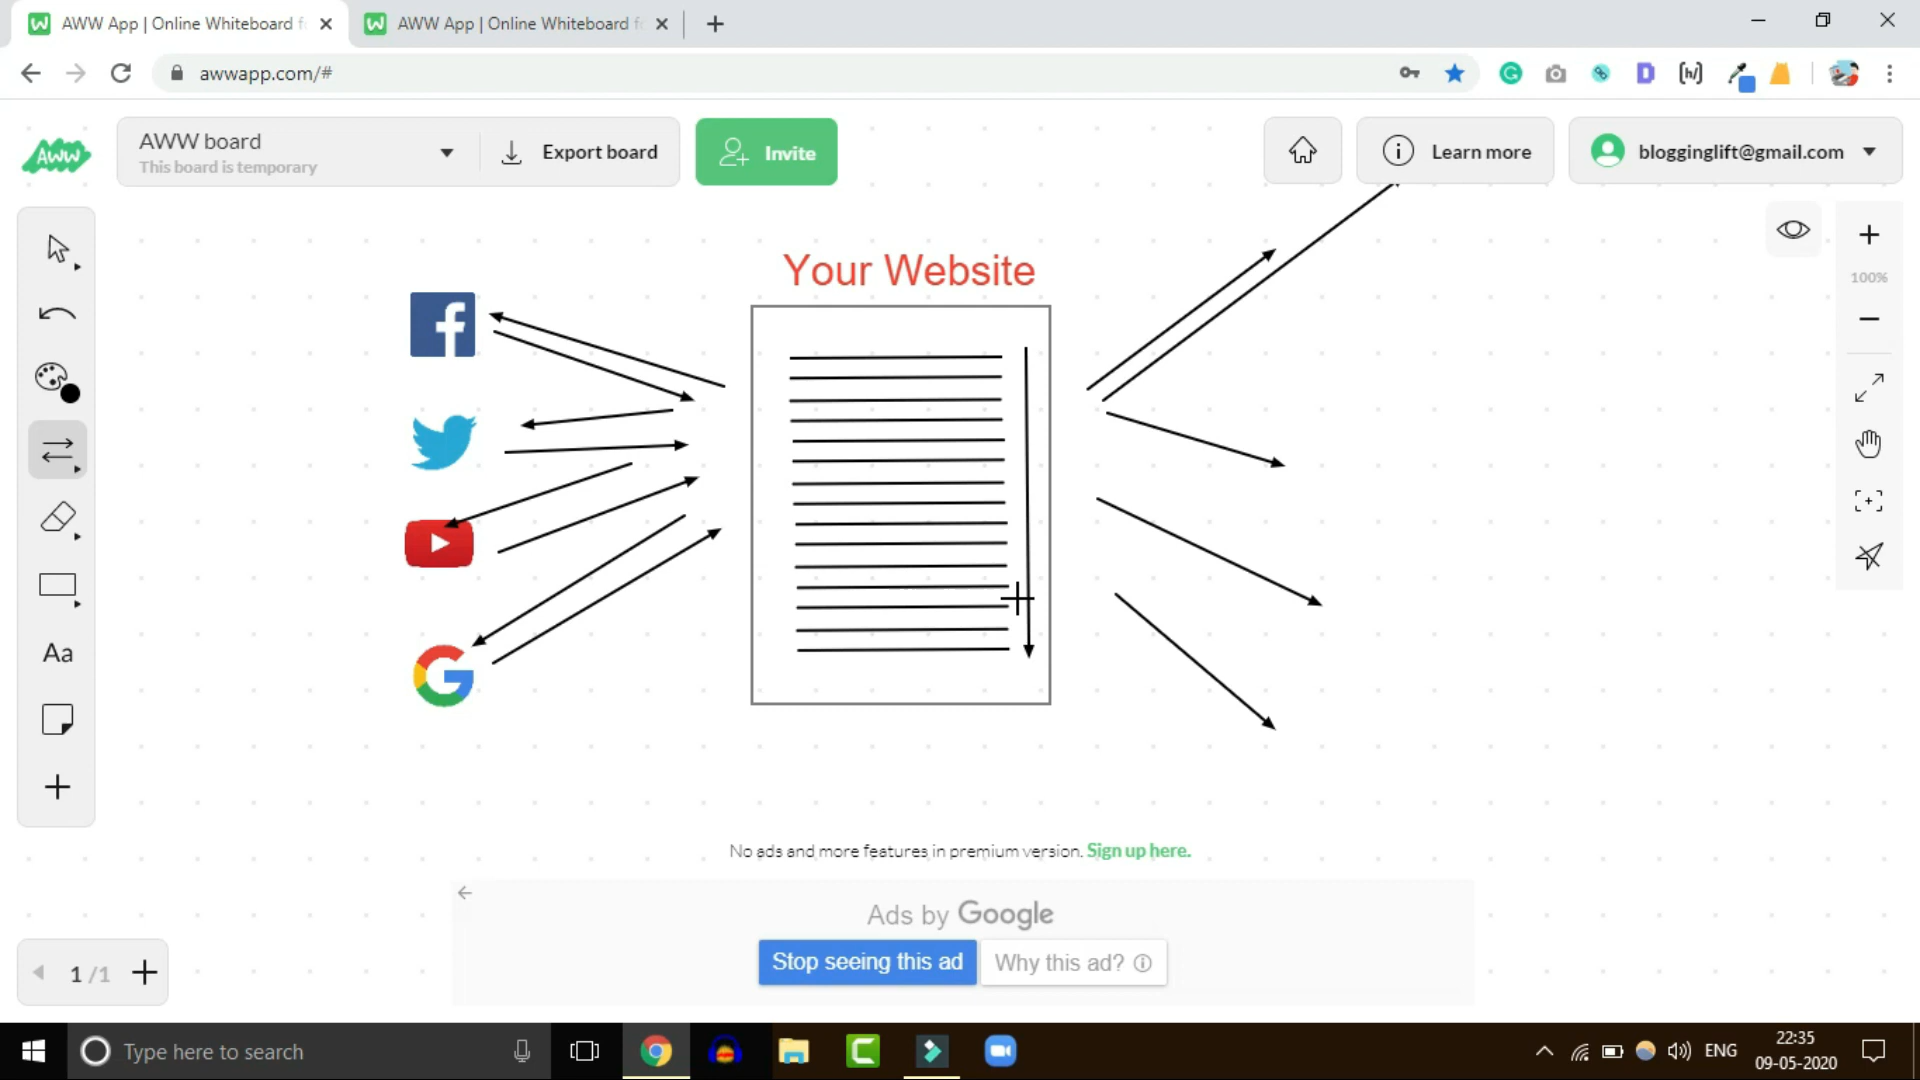 AWW App | Online Whiteboard f
AWW App | Online Whiteboard f
awwapp.com/#
AWW
AWW board
This board is temporary
Export board
Invite
Learn more
blogginglift@gmail.com
100%
Your Website
Aa
No ads and more features in premium version. Sign up here.
Ads by Google
Stop seeing this ad
Why this ad?
1 /1
Type here to search
ENG
22:35
09-05-2020